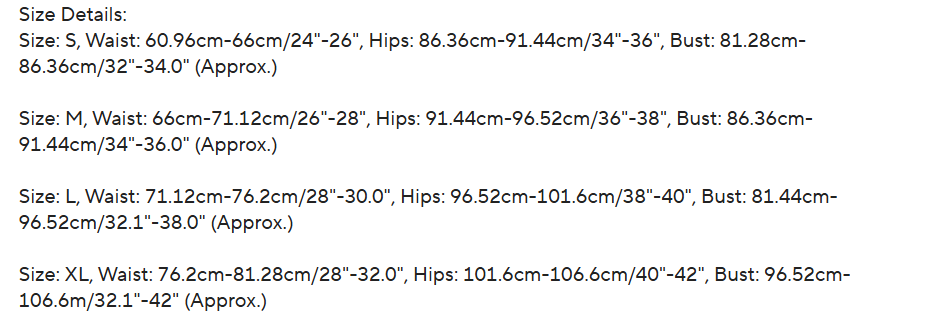 Size Details:
Size: S, Waist: 60.96cm-66cm/24"-26", Hips: 86.36cm-91.44cm/34"-36", Bust: 81.28cm-
86.36cm/32"-34.0" (Approx.)
Size: M, Waist: 66cm-71.12cm/26"-28", Hips: 91.44cm-96.52cm/36"-38", Bust: 86.36cm-
91.44cm/34"-36.0" (Approx.)
Size: L, Waist: 71.12cm-76.2cm/28"-30.0", Hips: 96.52cm-101.6cm/38"-40", Bust: 81.44cm-
96.52cm/32.1"-38.0" (Approx.)
Size: XL, Waist: 76.2cm-81.28cm/28"-32.0", Hips: 101.6cm-106.6cm/40"-42", Bust: 96.52cm-
106.6m/32.1"-42" (Approx.)